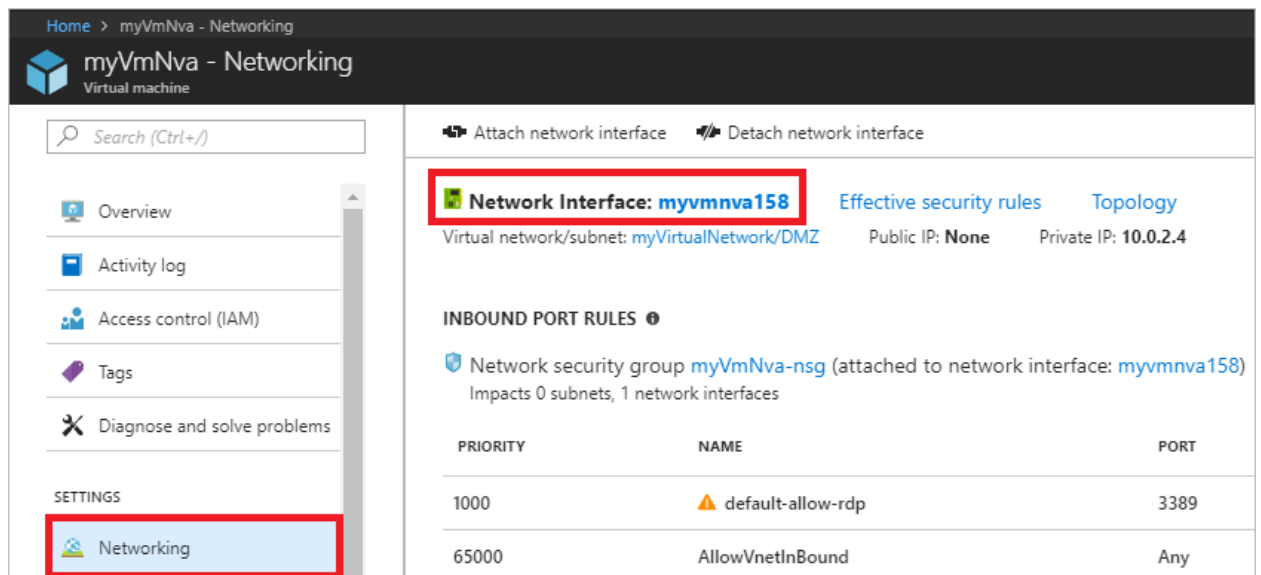 Home > myVmNva - Networking
myVmNva - Networking
Virtual machine
Search (Ctrl+/)
Overview
Activity log
Access control (IAM)
Tags
Diagnose and solve problems
SETTINGS
Networking
Attach network interface Detach network interface
Network Interface: myvmnva158 Effective security rules Topology
Virtual network/subnet: myVirtualNetwork/DMZ Public IP: None Private IP: 10.0.2.4
INBOUND PORT RULES
Network security group myVmNva-nsg (attached to network interface: myvmnva158)
Impacts 0 subnets, 1 network interfaces
PRIORITY NAME PORT
1000 default-allow-rdp 3389
65000 AllowVnetInBound Any